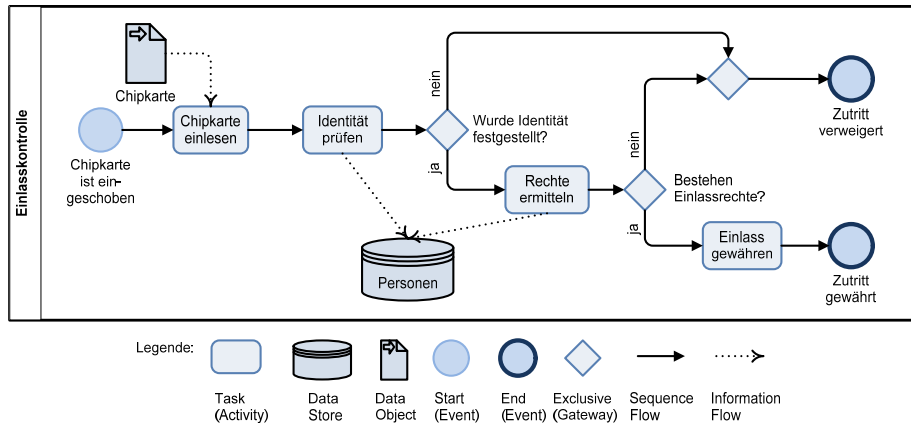 Einlasskontrolle
Chipkarte
Chipkarte
ist ein-
geschoben
Chipkarte
einlesen
Identität
prüfen
nein
Wurde Identität
festgestellt?
ja
Rechte
ermitteln
Personen
nein
Bestehen
Einlassrechte?
ja
Einlass
gewähren
Zutritt
verweigert
Zutritt
gewährt
Legende:
Task
(Activity)
Data
Store
Data
Object
Start
(Event)
End
(Event)
Exclusive
(Gateway)
Sequence
Flow
Information
Flow